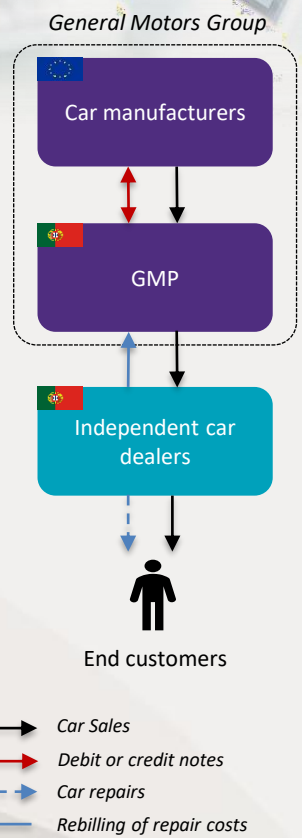 General Motors Group
Car manufacturers
GMP
Independent car
dealers
End customers
Car Sales
Debit or credit notes
Car repairs
Rebilling of repair costs